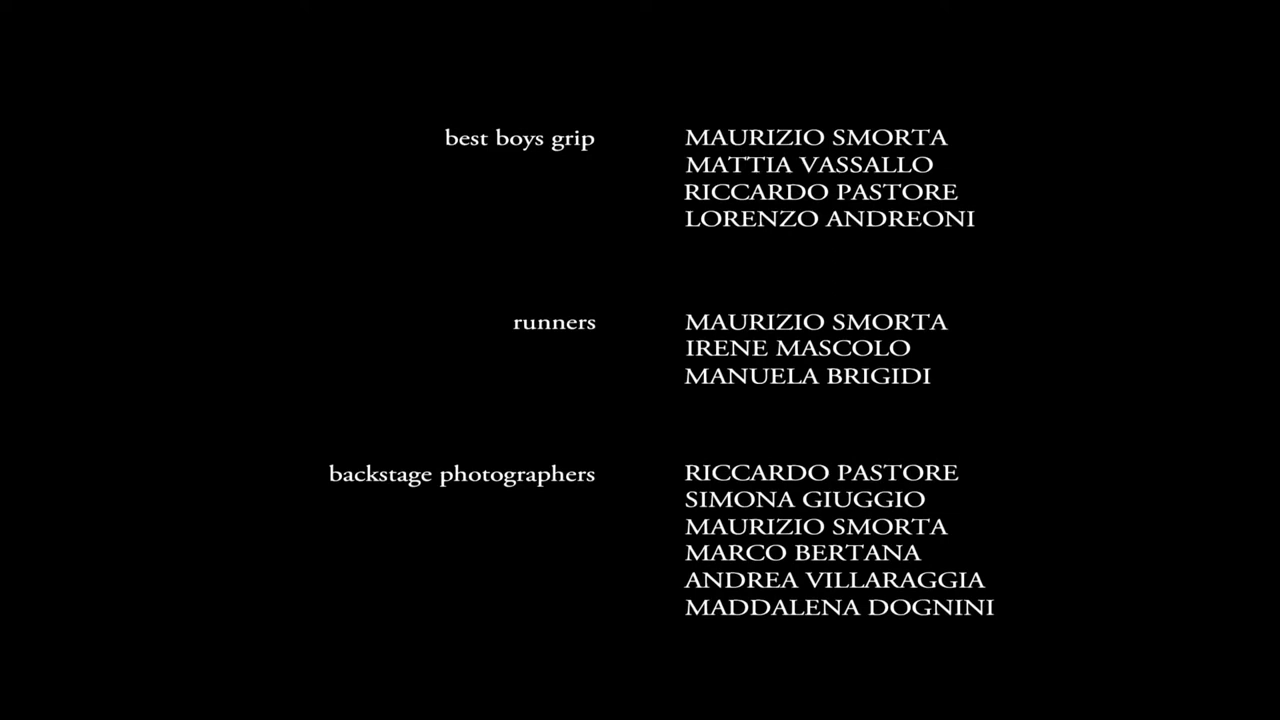 best boys grip MAURIZIO SMORTA
MATTIA VASSALLO
RICCARDO PASTORE
LORENZO ANDREONI
runners MAURIZIO SMORTA
IRENE MASCOLO
MANUELA BRIGIDI
backstage photographers RICCARDO PASTORE
SIMONA GIUGGIO
MAURIZIO SMORTA
MARCO BERTANA
ANDREA VILLARAGGIA
MADDALENA DOGNINI